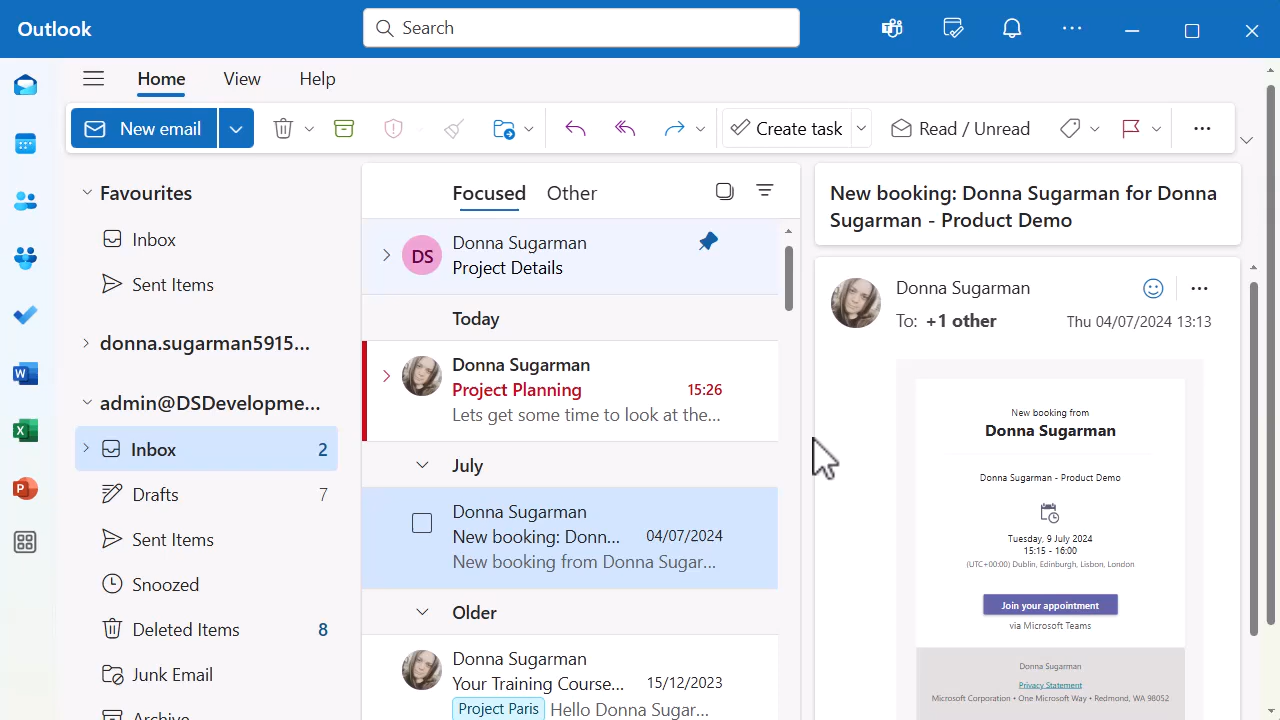 Outlook
Search
Home View Help
New email
Create task
Read / Unread
Favourites
Inbox
Sent Items
donna.sugarman5915...
admin@DSDevelopme...
Inbox 2
Drafts 7
Sent Items
Snoozed
Deleted Items 8
Junk Email
Archive
Focused Other
DS
Donna Sugarman
Project Details
Today
Donna Sugarman
Project Planning 15:26
Lets get some time to look at the...
July
Donna Sugarman
New booking: Donn... 04/07/2024
New booking from Donna Sugar...
Older
Donna Sugarman
Your Training Course... 15/12/2023
Project Paris Hello Donna Sugar...
New booking: Donna Sugarman for Donna
Sugarman - Product Demo
Donna Sugarman
To: +1 other Thu 04/07/2024 13:13
New booking from
Donna Sugarman
Donna Sugarman - Product Demo
Tuesday, 9 July 2024
15:15 - 16:00
(UTC+00:00) Dublin, Edinburgh, Lisbon, London
Join your appointment
via Microsoft Teams
Donna Sugarman
Privacy Statement
Microsoft Corporation • One Microsoft Way • Redmond, WA 98052